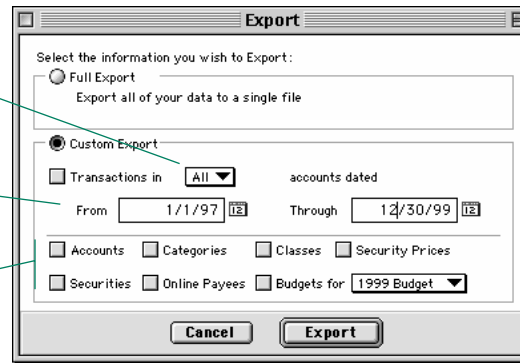 Export
Select the information you wish to Export:
Full Export
Export all of your data to a single file
Custom Export
Transactions in All accounts dated
From 1/1/97 12 Through 12/30/99 12
Accounts Categories Classes Security Prices
Securities Online Payees Budgets for 1999 Budget
Cancel Export